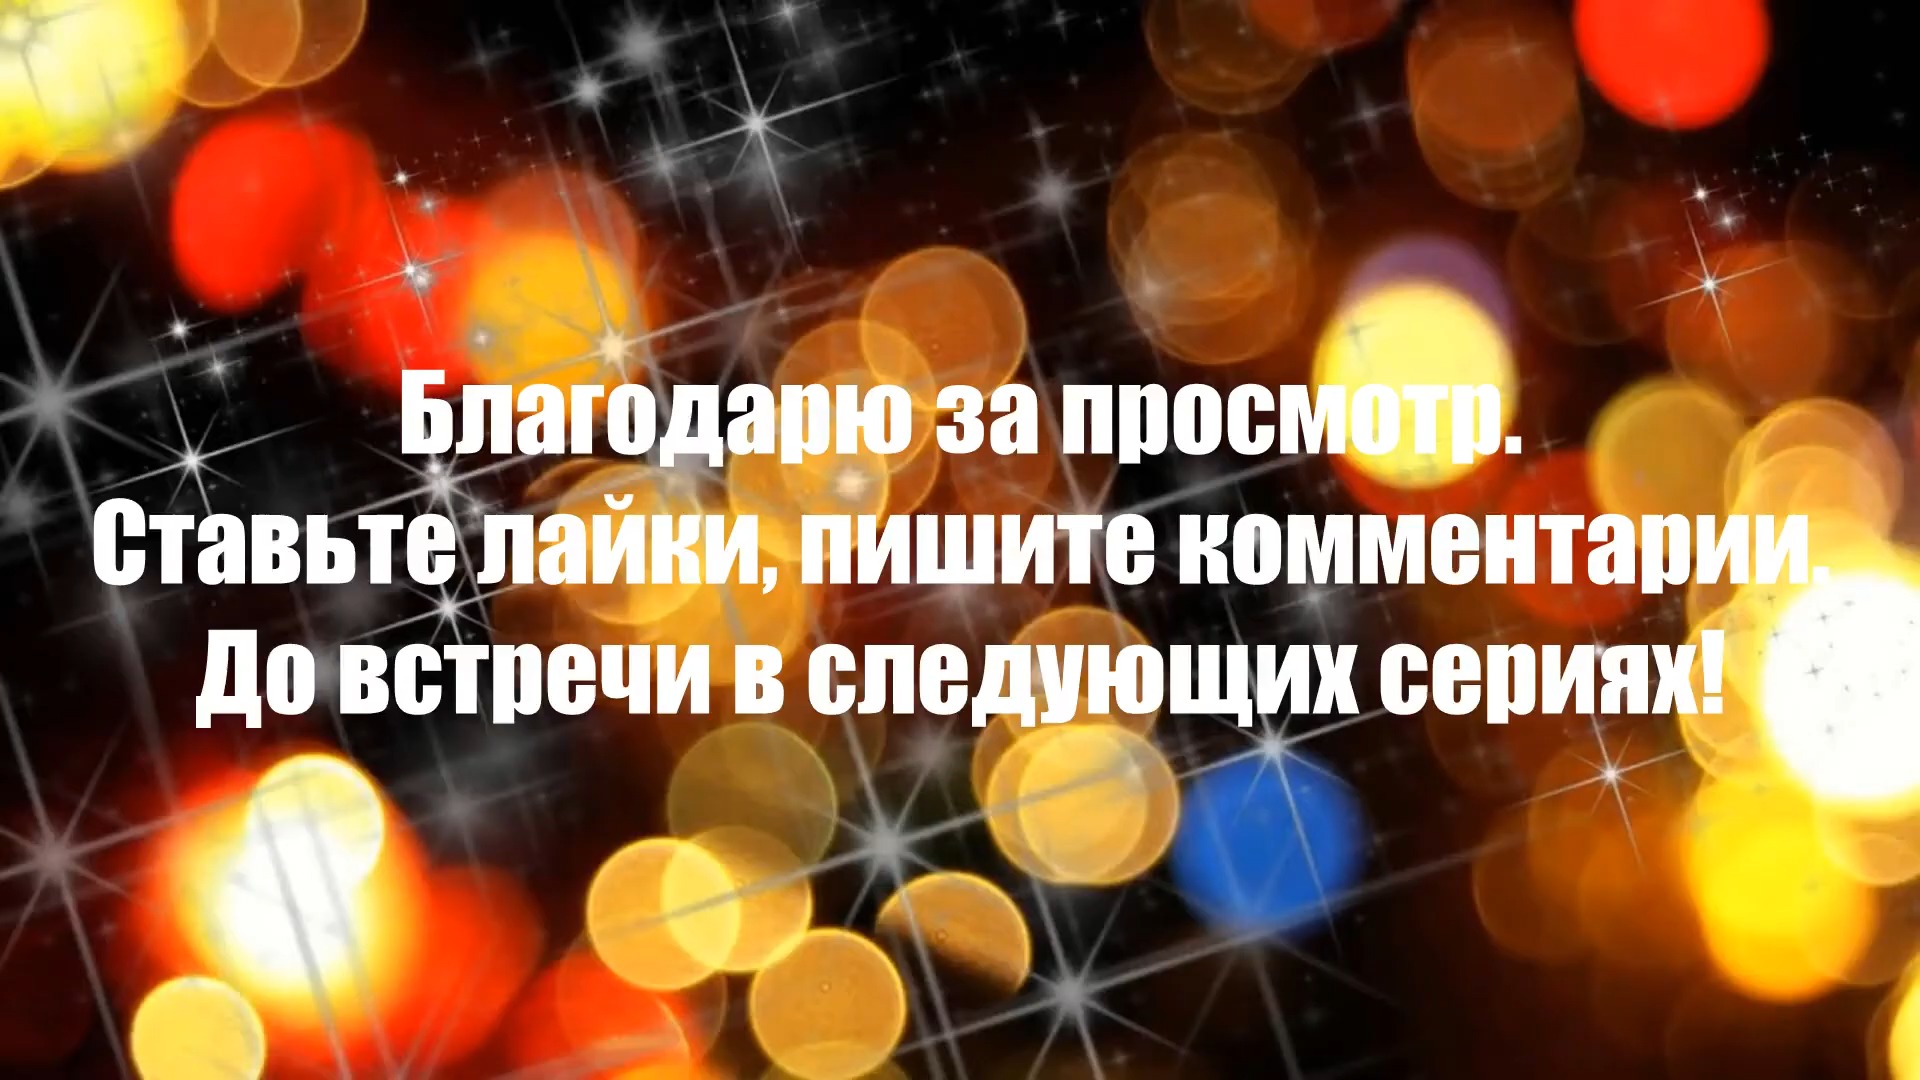 Благодарю за просмотр.
Ставьте лайки, пишите комментарии.
До встречи в следующих сериях!